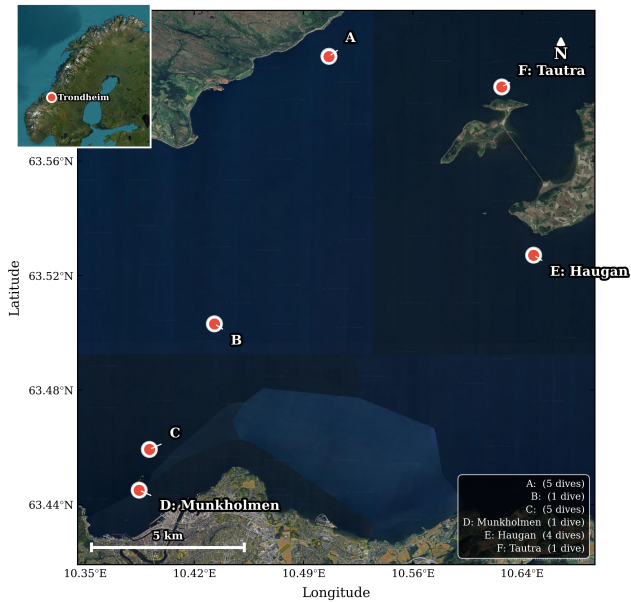 Trondheim
A
N
F: Tautra
E: Haugan
B
C
D: Munkholmen
5 km
A: (5 dives)
B: (1 dive)
C: (5 dives)
D: Munkholmen (1 dive)
E: Haugan (4 dives)
F: Tautra (1 dive)
63.56°N
63.52°N
63.48°N
63.44°N
Latitude
10.35°E 10.42°E 10.49°E 10.56°E 10.64°E
Longitude